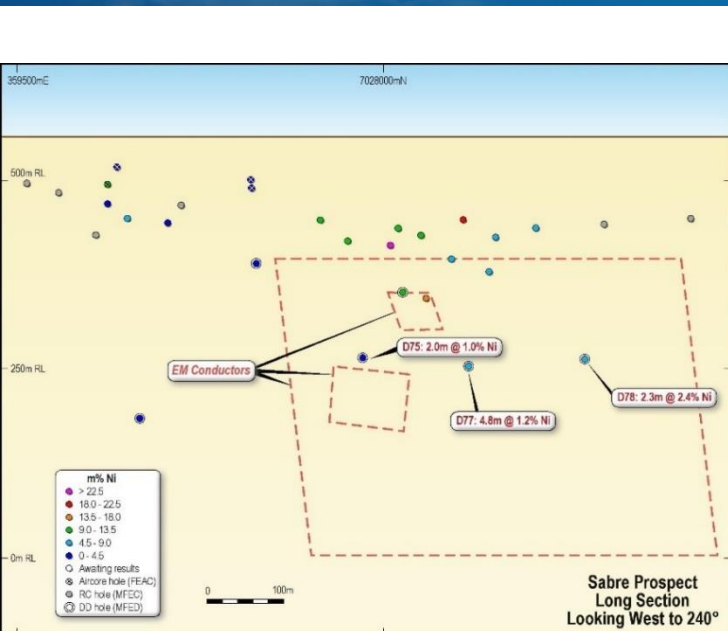 359500mE
7028000mN
500m RL
D75: 2.0m @ 1.0% Ni
EM Conductors
250m RL
D78: 2.3m @ 2.4% Ni
D77: 4.8m @ 1.2% Ni
m% Ni
> 22.5
18.0 - 22.5
13.5 - 18.0
9.0 - 13.5
4.5 - 9.0
0 - 4.5
Awaiting results
Aircore hole (FEAC)
RC hole (MFEC)
DD hole (MFED)
0m RL
0 100m
Sabre Prospect
Long Section
Looking West to 240°